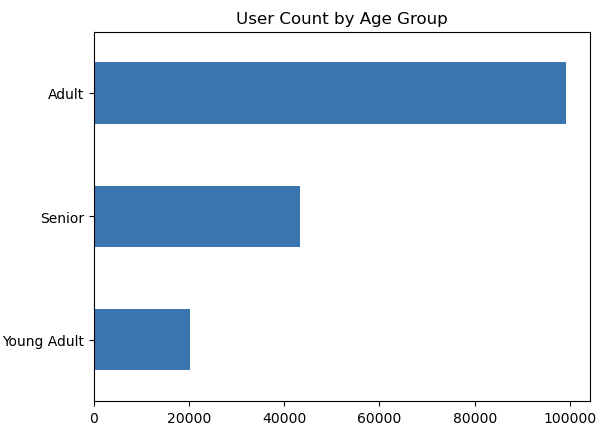 User Count by Age Group
Adult
Senior
Young Adult
0 20000 40000 60000 80000 100000